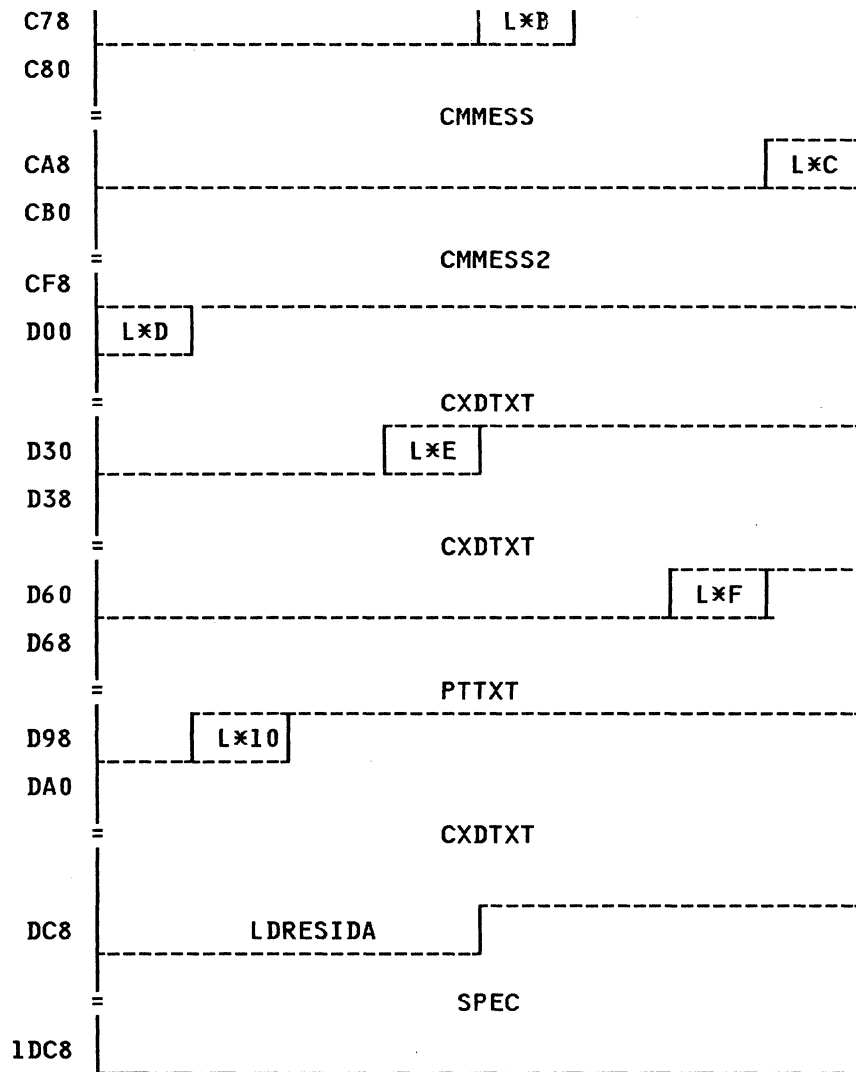 C78 L*B
C80
= CMMESS
CA8 L*C
CB0
= CMMESS2
CF8
D00 L*D
= CXDTXT
D30 L*E
D38
= CXDTXT
D60 L*F
D68
= PTTXT
D98 L*10
DA0
= CXDTXT
DC8 LDRESIDA
= SPEC
1DC8